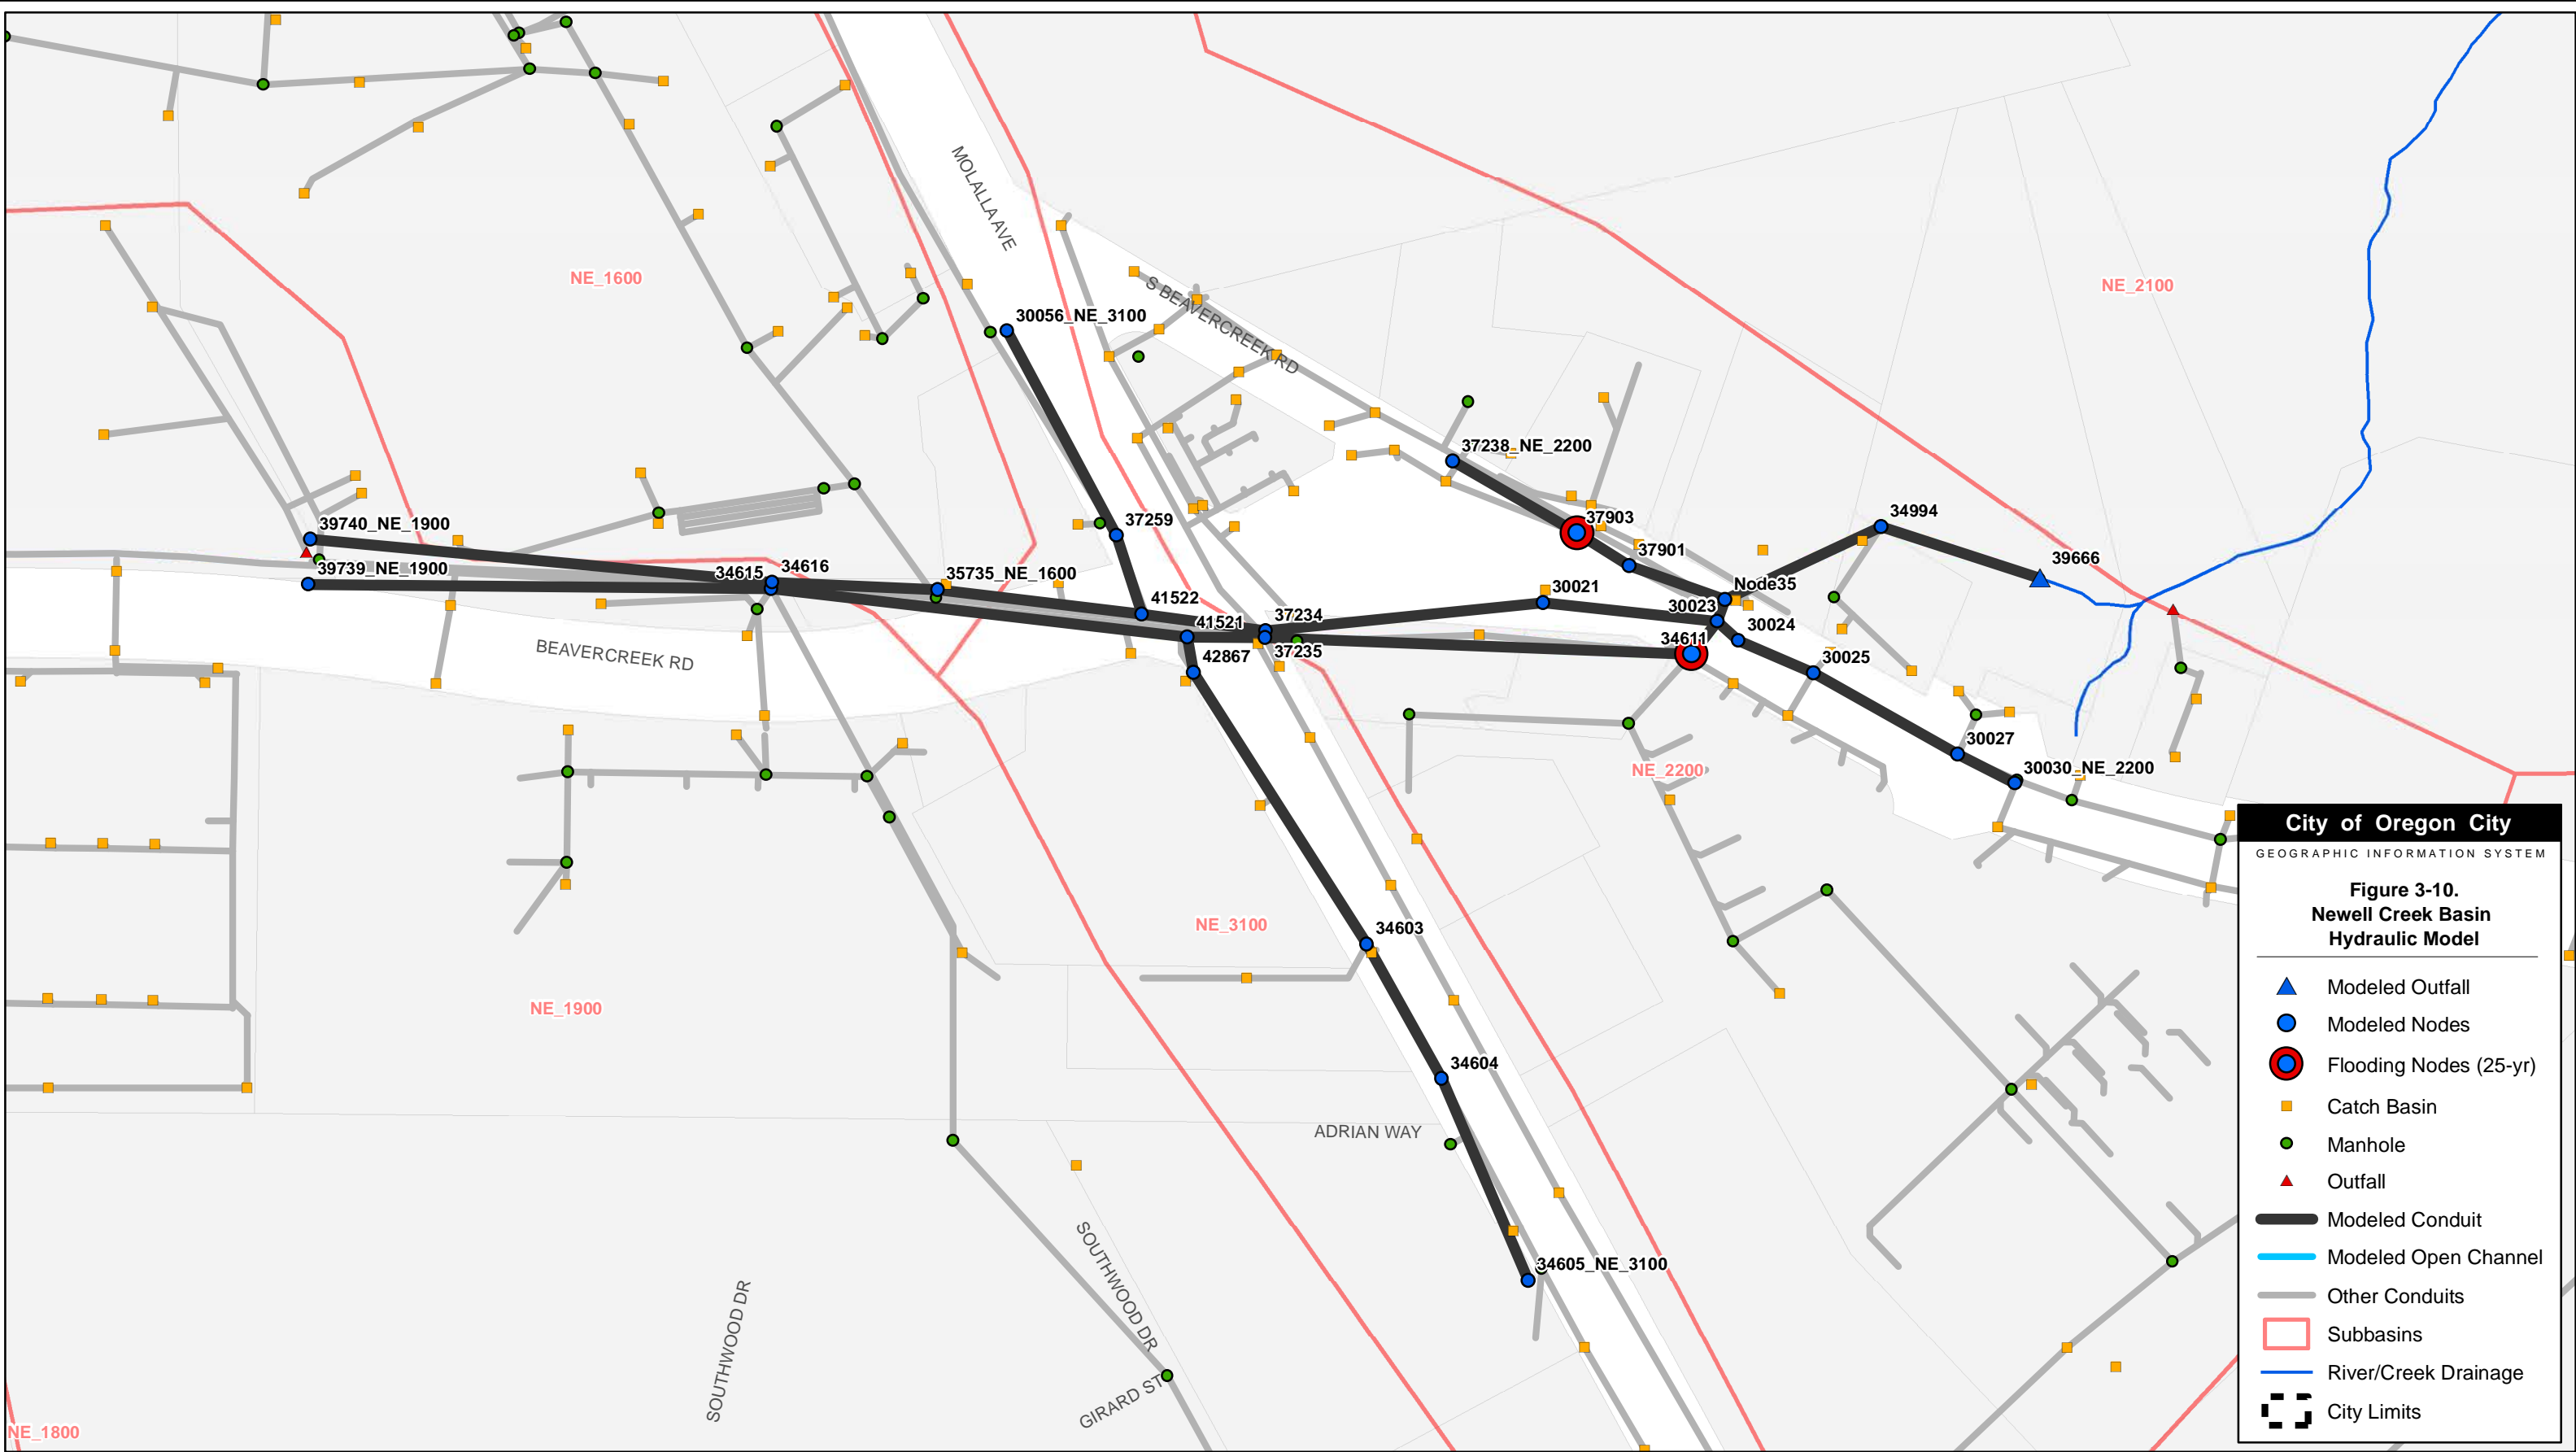 MOLALLA AVE
S BEAVERCREEK RD
NE_1600
NE_2100
30056_NE_3100
37238_NE_2200
37903
34994
39740_NE_1900
37259
37901
39666
39739_NE_1900
34615
34616
35735_NE_1600
30021
Node35
41522
30023
41521
37234
30024
34611
37235
42867
30025
BEAVERCREEK RD
30027
NE_2200
30030_NE_2200
NE_3100
34603
NE_1900
34604
ADRIAN WAY
34605_NE_3100
SOUTHWOOD DR
SOUTHWOOD DR
GIRARD ST
NE_1800
City of Oregon City
GEOGRAPHIC INFORMATION SYSTEM
Figure 3-10.
Newell Creek Basin
Hydraulic Model
Modeled Outfall
Modeled Nodes
Flooding Nodes (25-yr)
Catch Basin
Manhole
Outfall
Modeled Conduit
Modeled Open Channel
Other Conduits
Subbasins
River/Creek Drainage
City Limits